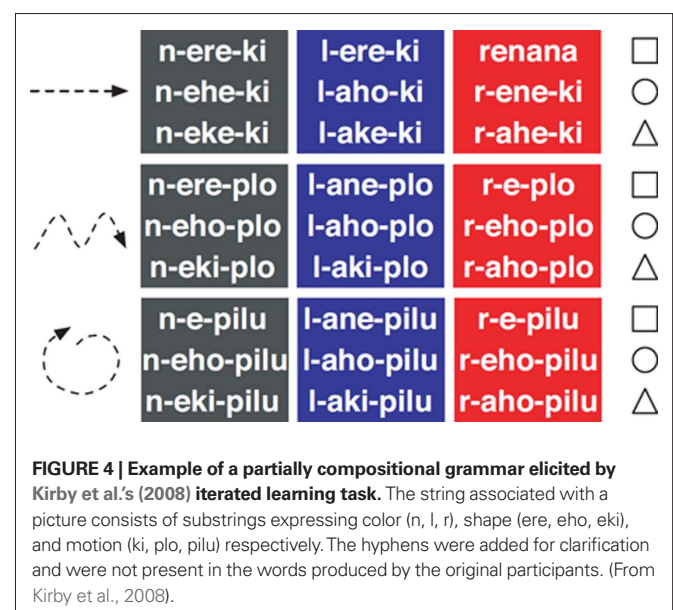 n-ere-ki l-ere-ki renana
n-ehe-ki l-aho-ki r-ene-ki
n-eke-ki l-ake-ki r-ahe-ki
n-ere-plo l-ane-plo r-e-plo
n-eho-plo l-aho-plo r-eho-plo
n-eki-plo l-aki-plo r-aho-plo
n-e-pilu l-ane-pilu r-e-pilu
n-eho-pilu l-aho-pilu r-eho-pilu
n-eki-pilu l-aki-pilu r-aho-pilu
FIGURE 4 | Example of a partially compositional grammar elicited by
Kirby et al.'s (2008) iterated learning task. The string associated with a
picture consists of substrings expressing color (n, l, r), shape (ere, eho, eki),
and motion (ki, plo, pilu) respectively. The hyphens were added for clarification
and were not present in the words produced by the original participants. (From
Kirby et al., 2008).